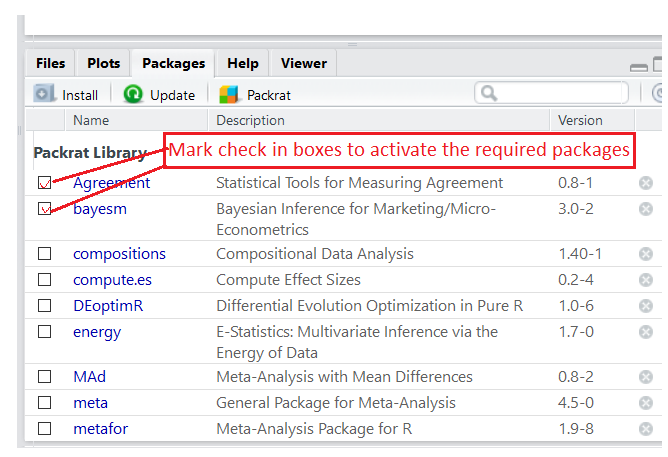 Files Plots Packages Help Viewer
Install Update Packrat
Name Description Version
Packrat Library
Mark check in boxes to activate the required packages
Agreement Statistical Tools for Measuring Agreement 0.8-1
bayesm Bayesian Inference for Marketing/Micro- 3.0-2
Econometrics
compositions Compositional Data Analysis 1.40-1
compute.es Compute Effect Sizes 0.2-4
DEoptimR Differential Evolution Optimization in Pure R 1.0-6
energy E-Statistics: Multivariate Inference via the 1.7-0
Energy of Data
MAd Meta-Analysis with Mean Differences 0.8-2
meta General Package for Meta-Analysis 4.5-0
metafor Meta-Analysis Package for R 1.9-8